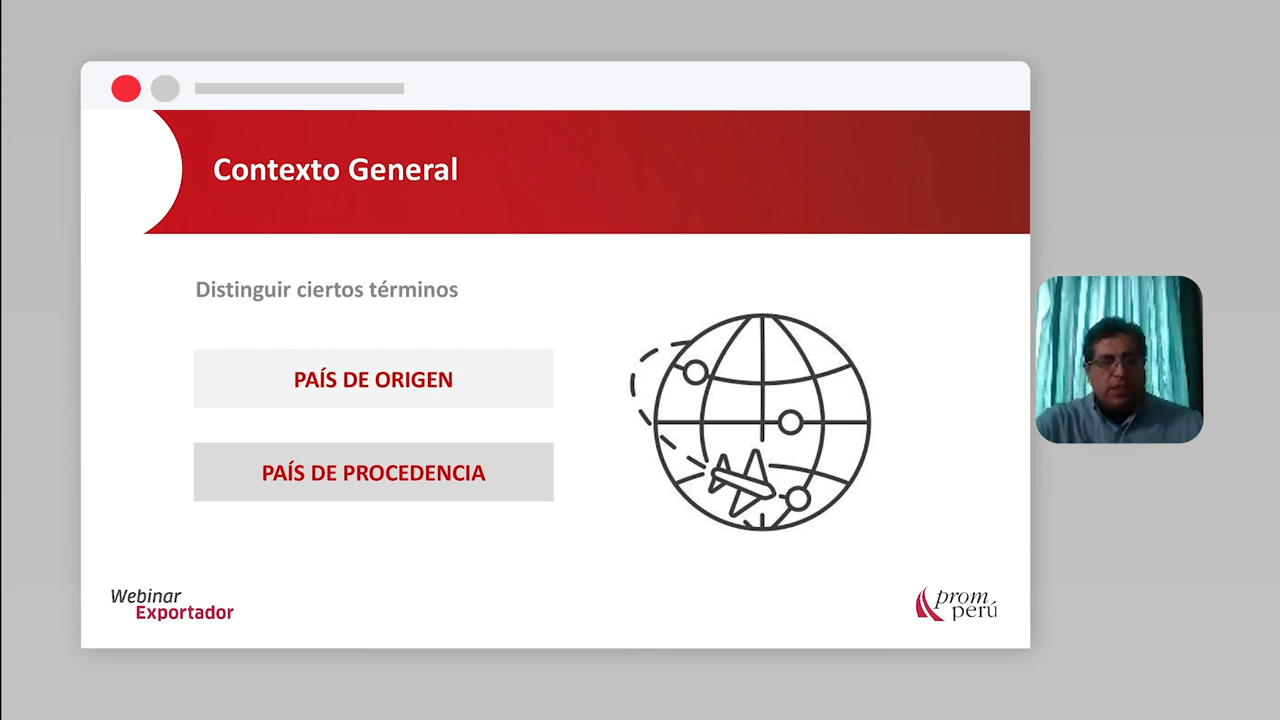 Contexto General
Distinguir ciertos términos
PAÍS DE ORIGEN
PAÍS DE PROCEDENCIA
Webinar
Exportador
prom
perú